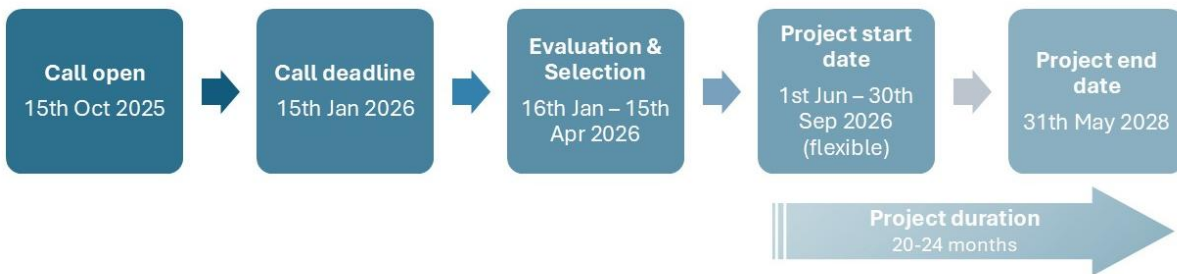 Call open
15th Oct 2025
Call deadline
15th Jan 2026
Evaluation &
Selection
16th Jan – 15th
Apr 2026
Project start
date
1st Jun – 30th
Sep 2026
(flexible)
Project end
date
31th May 2028
Project duration
20-24 months